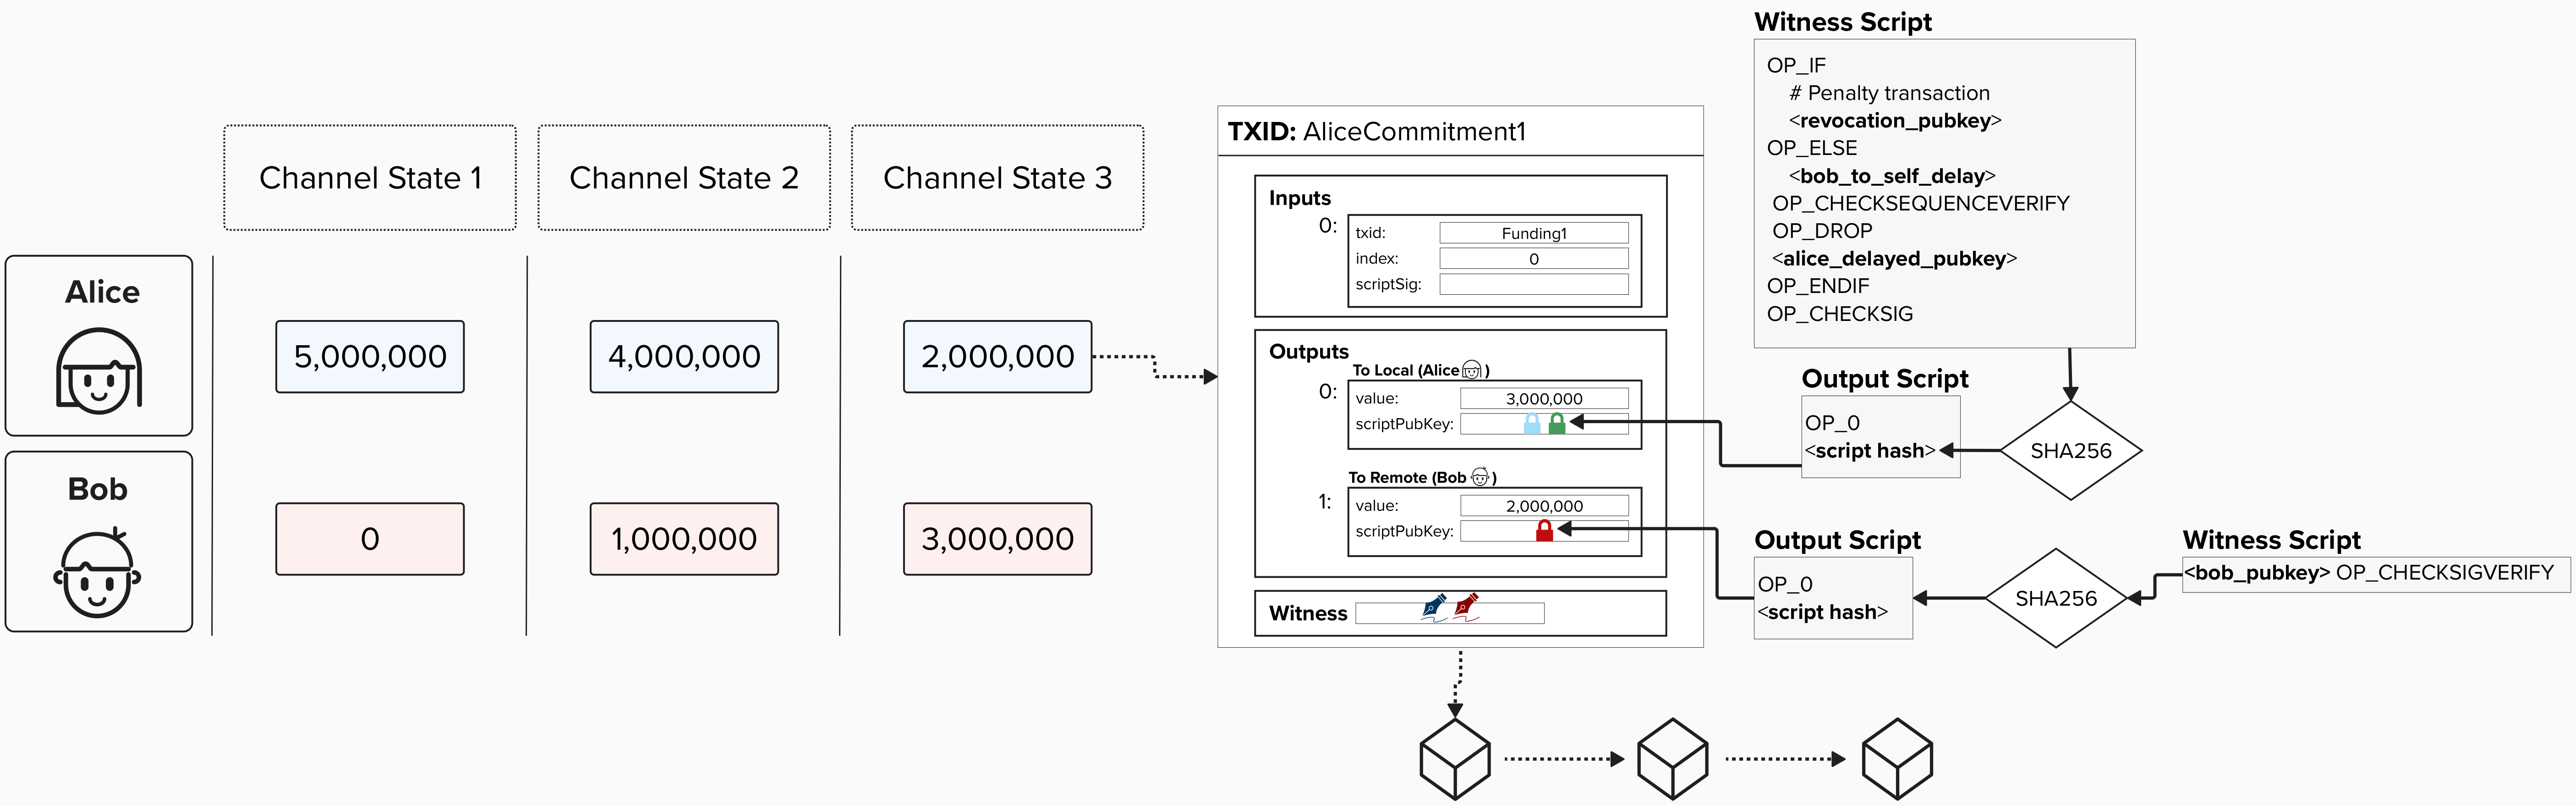 Channel State 1
Channel State 2
Channel State 3
Alice
5,000,000
4,000,000
2,000,000
Bob
0
1,000,000
3,000,000
TXID: AliceCommitment1
Inputs
0:
txid: Funding1
index: 0
scriptSig:
Outputs
To Local (Alice )
0:
value: 3,000,000
scriptPubKey:
To Remote (Bob )
1:
value: 2,000,000
scriptPubKey:
Witness
Witness Script
OP_IF
# Penalty transaction
<revocation_pubkey>
OP_ELSE
<bob_to_self_delay>
OP_CHECKSEQUENCEVERIFY
OP_DROP
<alice_delayed_pubkey>
OP_ENDIF
OP_CHECKSIG
Output Script
OP_0
<script hash>
SHA256
Output Script
OP_0
<script hash>
SHA256
Witness Script
<bob_pubkey> OP_CHECKSIGVERIFY